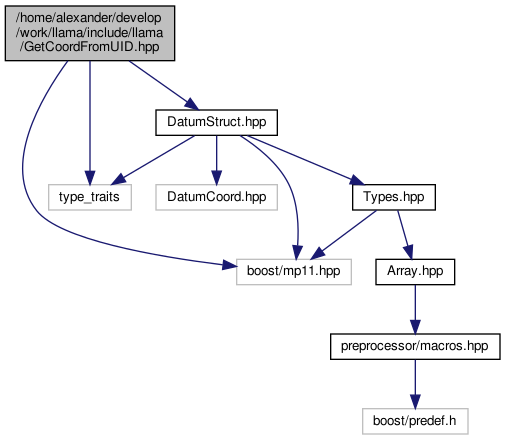 /home/alexander/develop
/work/llama/include/llama
/GetCoordFromUID.hpp
DatumStruct.hpp
type_traits
DatumCoord.hpp
Types.hpp
boost/mp11.hpp
Array.hpp
preprocessor/macros.hpp
boost/predef.h